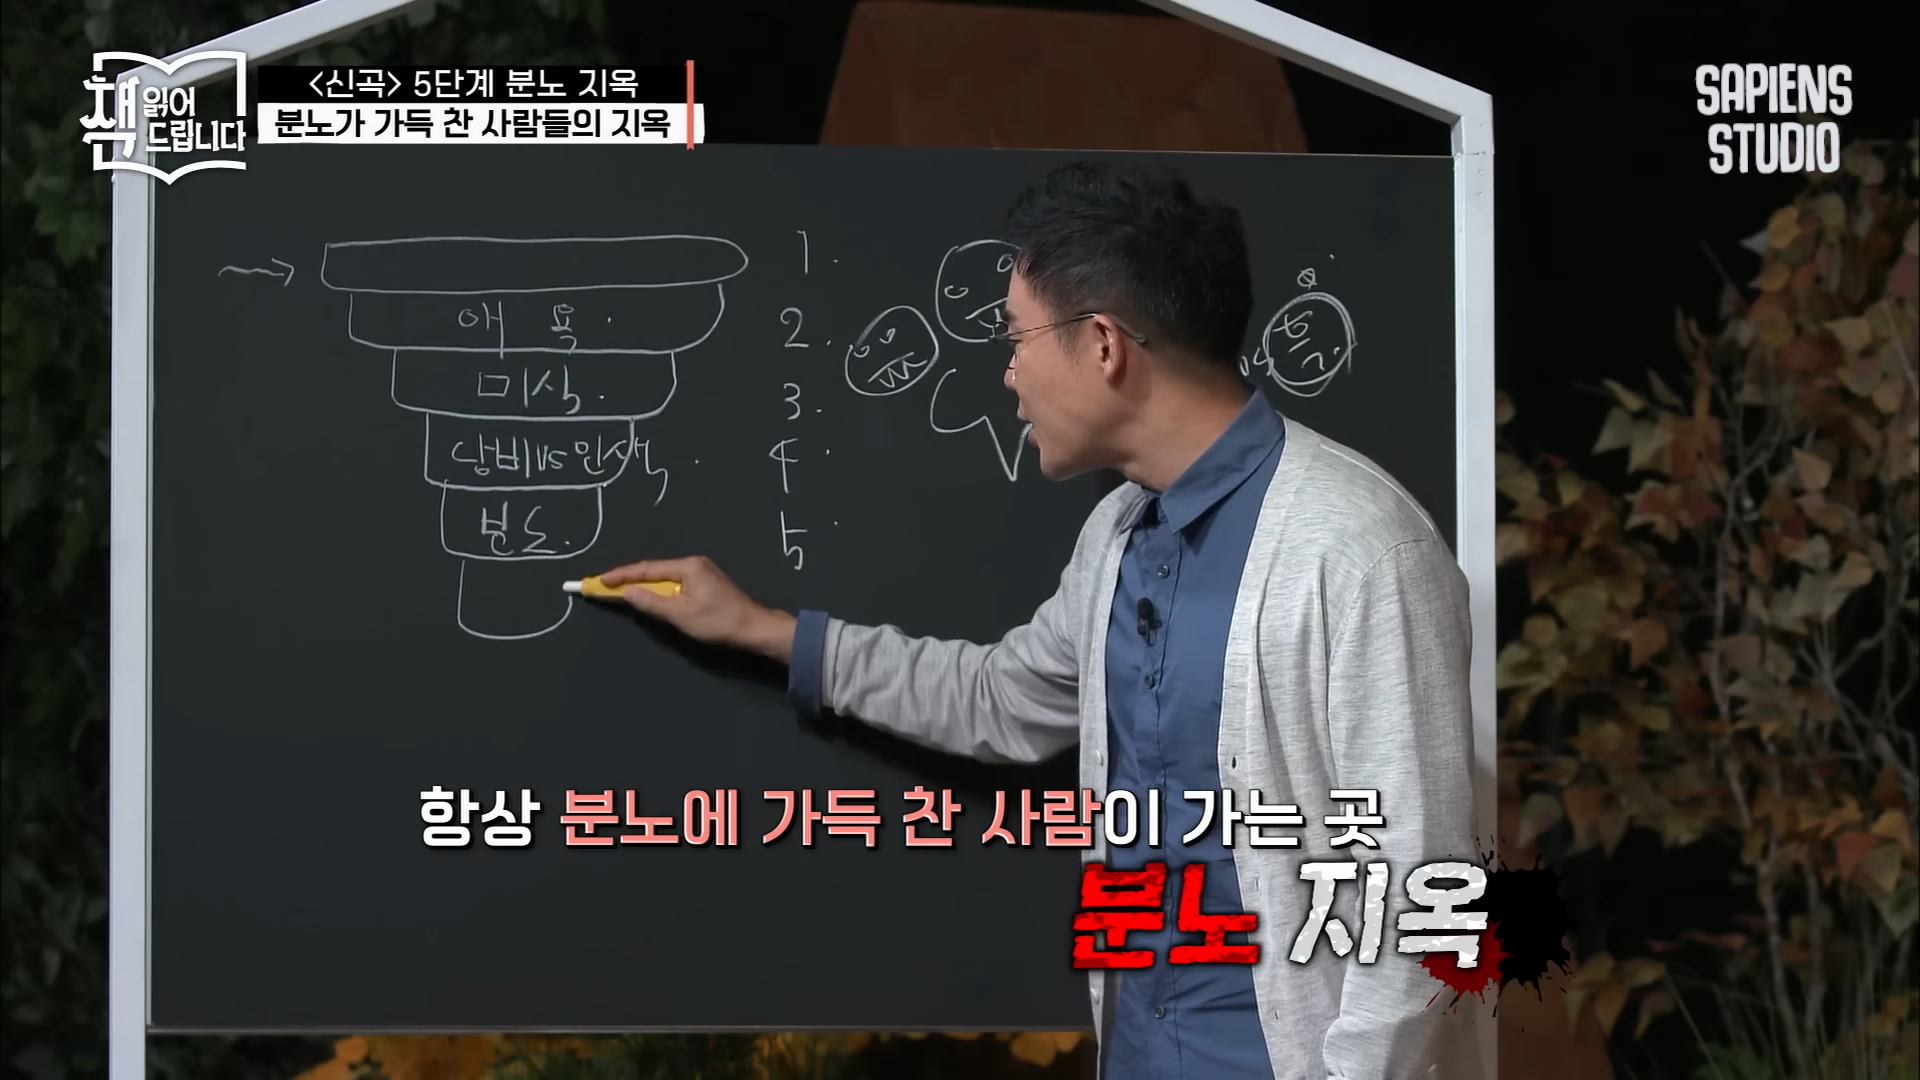 책 읽어
드립니다
<신곡> 5단계 분노 지옥
분노가 가득 찬 사람들의 지옥
SAPIENS
STUDIO
1.
애욕. 2.
미식. 3.
낭비vs인색. 4.
분노. 5.
항상 분노에 가득 찬 사람이 가는 곳
분노 지옥